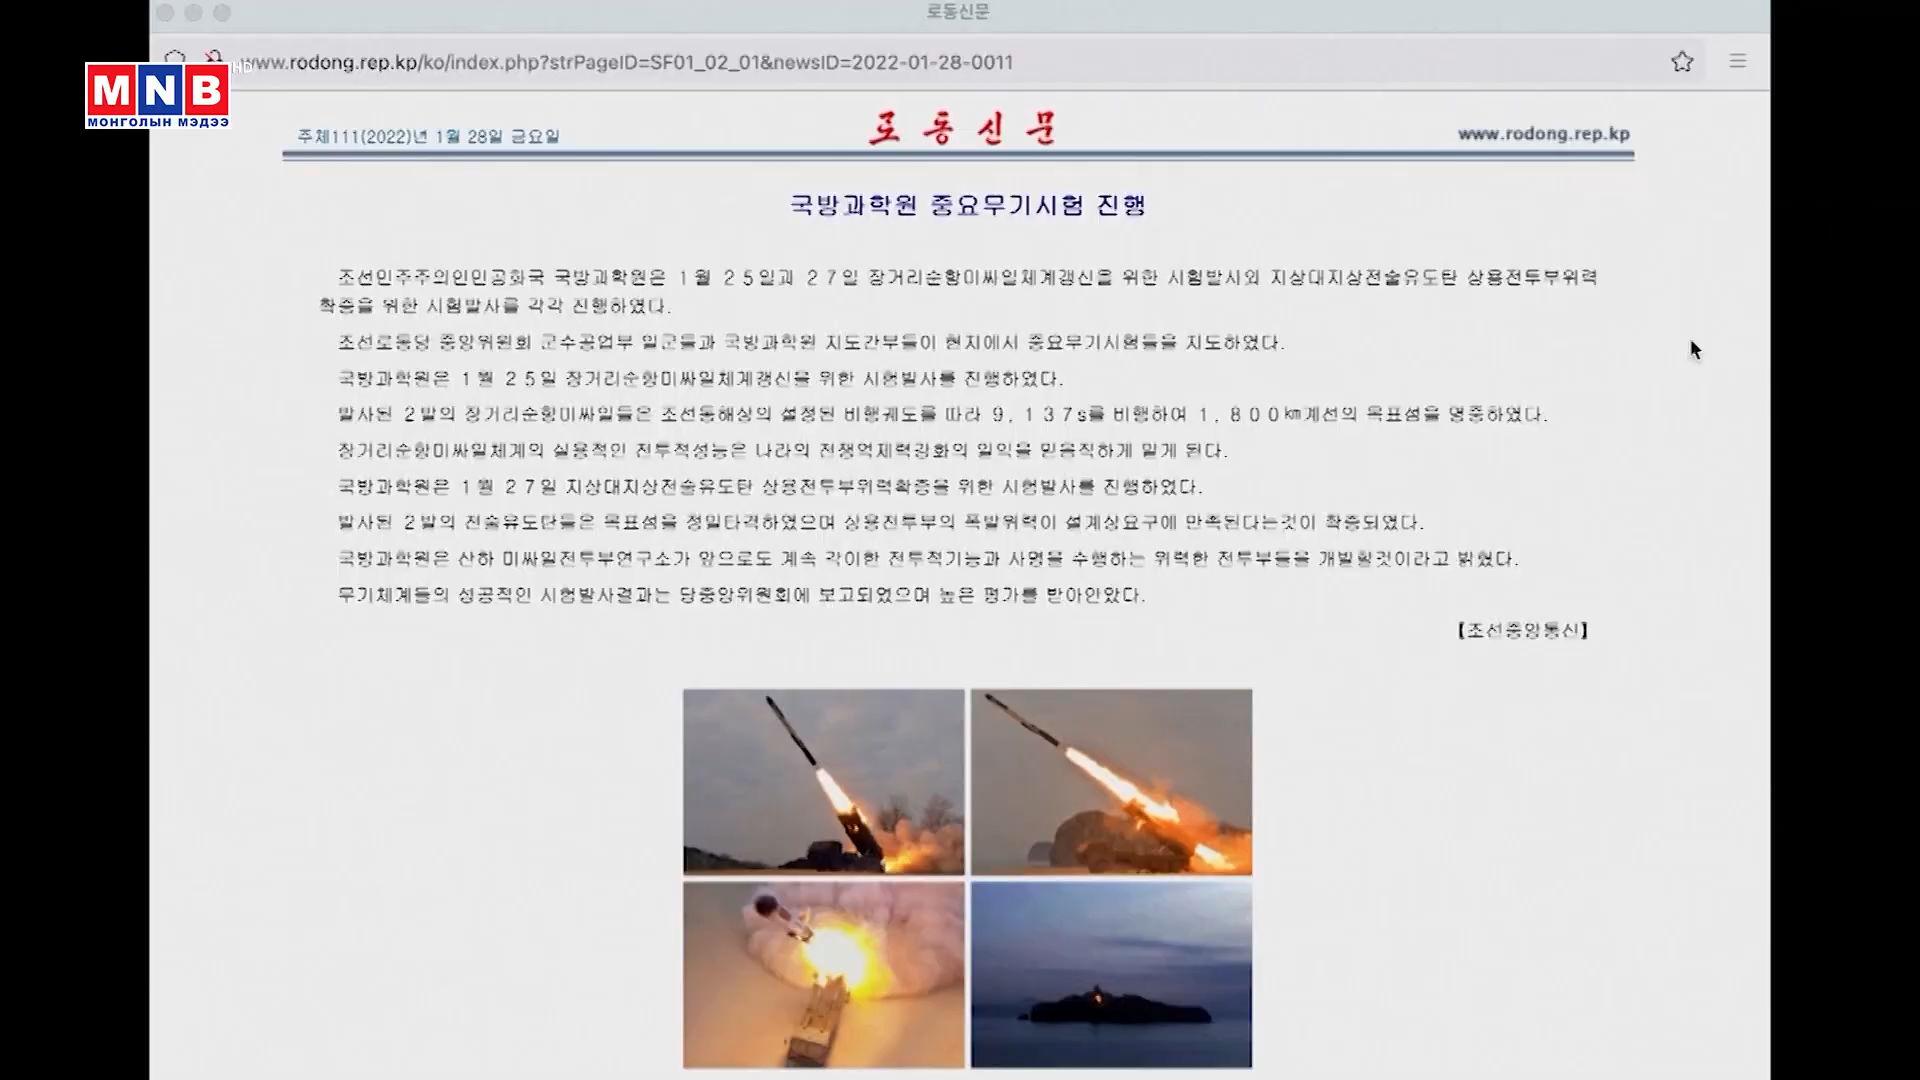 로동신문
www.rodong.rep.kp/ko/index.php?strPageID=SF01_02_01&newsID=2022-01-28-0011
HD
MNB
МОНГОЛЫН МЭДЭЭ
주체111(2022)년 1월 28일 금요일
로동신문
www.rodong.rep.kp
국방과학원 중요무기시험 진행
조선민주주의인민공화국 국방과학원은 1월 25일과 27일 장거리순항미싸일체계갱신을 위한 시험발사와 지상대지상전술유도탄 상용전투부위력
확증을 위한 시험발사를 각각 진행하였다.
조선로동당 중앙위원회 군수공업부 일군들과 국방과학원 지도간부들이 현지에서 중요무기시험들을 지도하였다.
국방과학원은 1월 25일 장거리순항미싸일체계갱신을 위한 시험발사를 진행하였다.
발사된 2발의 장거리순항미싸일들은 조선동해상의 설정된 비행궤도를 따라 9,137s를 비행하여 1,800㎞계선의 목표섬을 명중하였다.
장거리순항미싸일체계의 실용적인 전투적성능은 나라의 전쟁억제력강화의 일익을 믿음직하게 맡게 된다.
국방과학원은 1월 27일 지상대지상전술유도탄 상용전투부위력확증을 위한 시험발사를 진행하였다.
발사된 2발의 전술유도탄들은 목표섬을 정밀타격하였으며 상용전투부의 폭발위력이 설계상요구에 만족된다는것이 확증되였다.
국방과학원은 산하 미싸일전투부연구소가 앞으로도 계속 각이한 전투적기능과 사명을 수행하는 위력한 전투부들을 개발할것이라고 밝혔다.
무기체계들의 성공적인 시험발사결과는 당중앙위원회에 보고되였으며 높은 평가를 받아안았다.
【조선중앙통신】